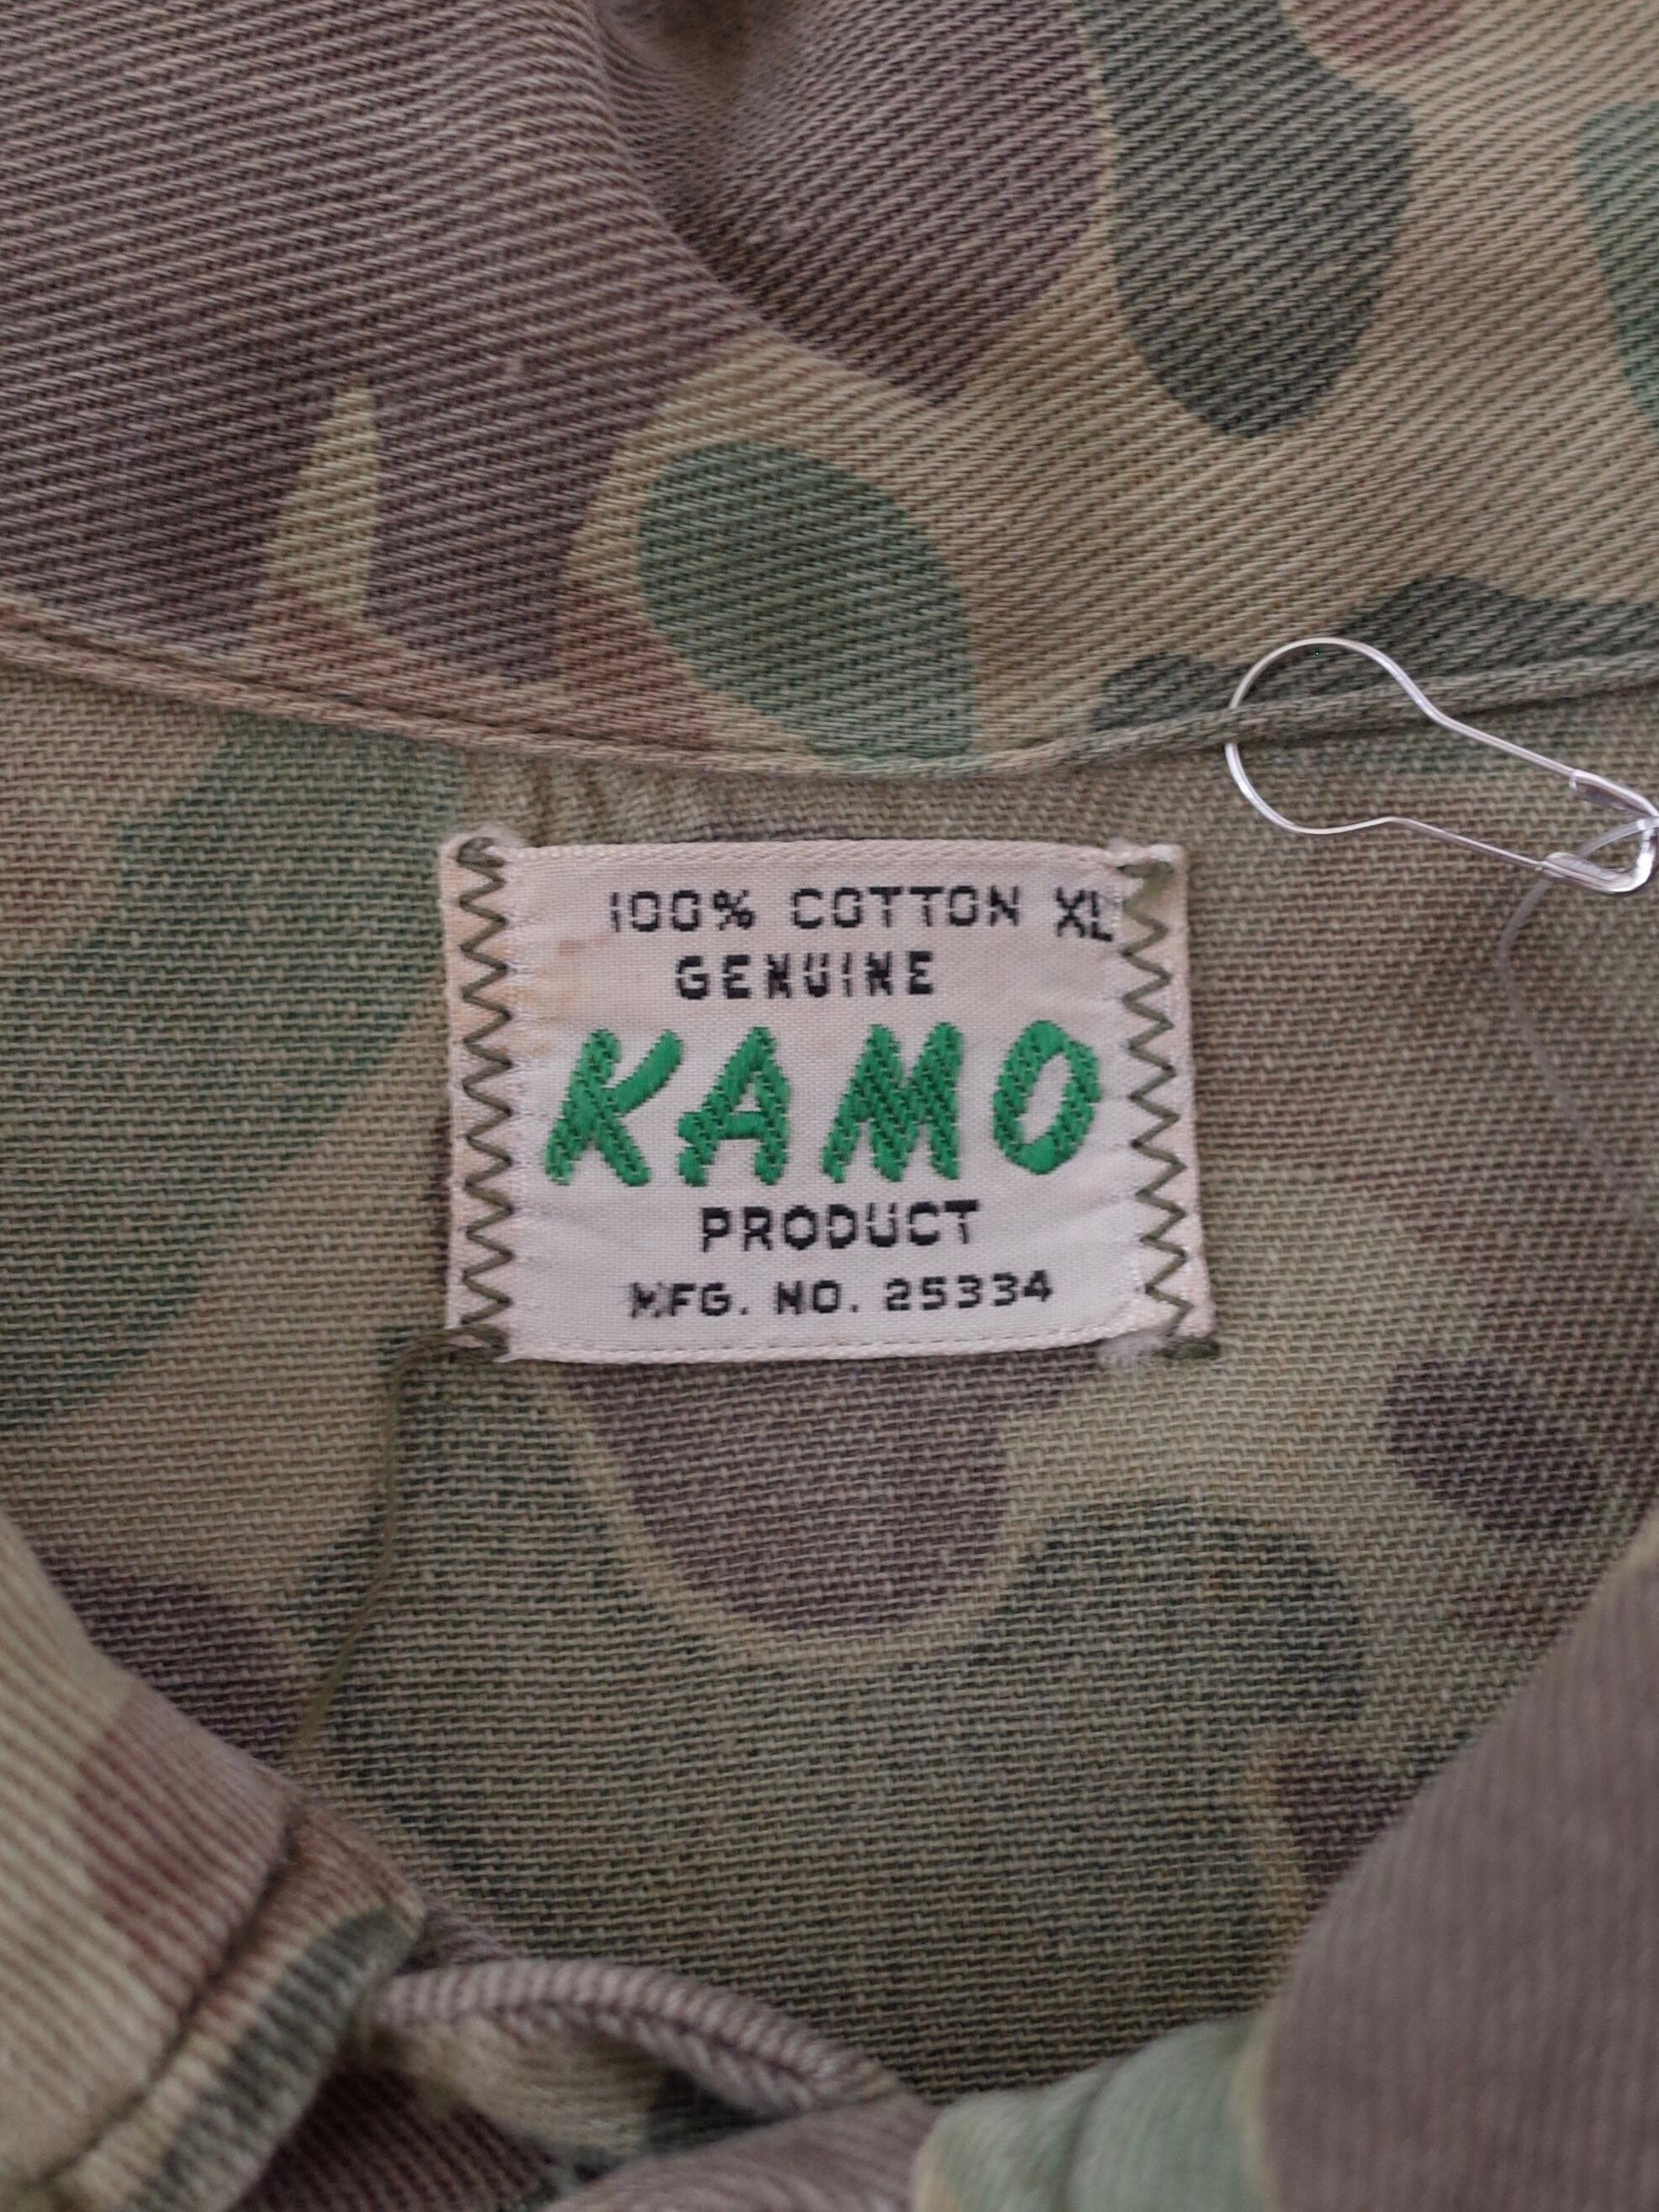 100% COTTON XL
GENUINE
KAMO
PRODUCT
MFG. NO. 25334